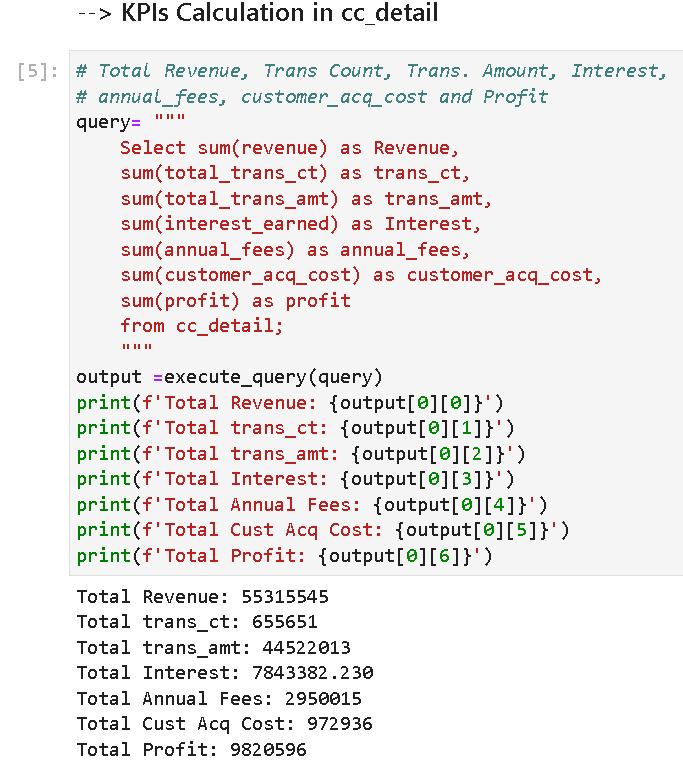 --> KPIs Calculation in cc_detail
[5]: # Total Revenue, Trans Count, Trans. Amount, Interest,
# annual_fees, customer_acq_cost and Profit
query= """
Select sum(revenue) as Revenue,
sum(total_trans_ct) as trans_ct,
sum(total_trans_amt) as trans_amt,
sum(interest_earned) as Interest,
sum(annual_fees) as annual_fees,
sum(customer_acq_cost) as customer_acq_cost,
sum(profit) as profit
from cc_detail;
"""
output =execute_query(query)
print(f'Total Revenue: {output[0][0]}')
print(f'Total trans_ct: {output[0][1]}')
print(f'Total trans_amt: {output[0][2]}')
print(f'Total Interest: {output[0][3]}')
print(f'Total Annual Fees: {output[0][4]}')
print(f'Total Cust Acq Cost: {output[0][5]}')
print(f'Total Profit: {output[0][6]}')
Total Revenue: 55315545
Total trans_ct: 655651
Total trans_amt: 44522013
Total Interest: 7843382.230
Total Annual Fees: 2950015
Total Cust Acq Cost: 972936
Total Profit: 9820596